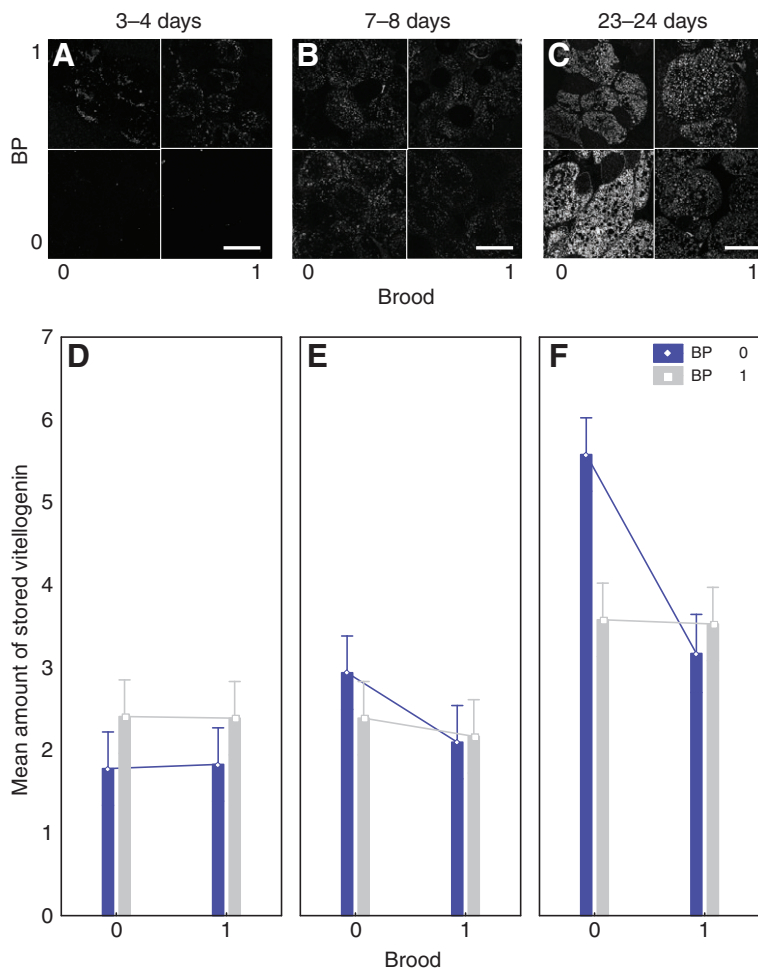 3–4 days
7–8 days
23–24 days
A
B
C
1
BP
0
0
1
0
1
0
1
Brood
D
E
F
BP 0
BP 1
7
6
5
4
3
2
1
0
Mean amount of stored vitellogenin
0
1
0
1
0
1
Brood